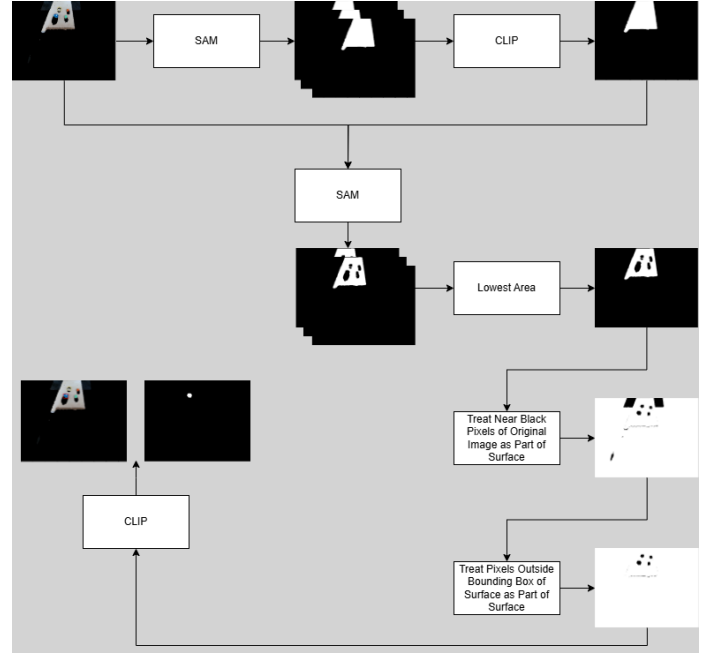 SAM
CLIP
SAM
Lowest Area
Treat Near Black
Pixels of Original
Image as Part of
Surface
CLIP
Treat Pixels Outside
Bounding Box of
Surface as Part of
Surface